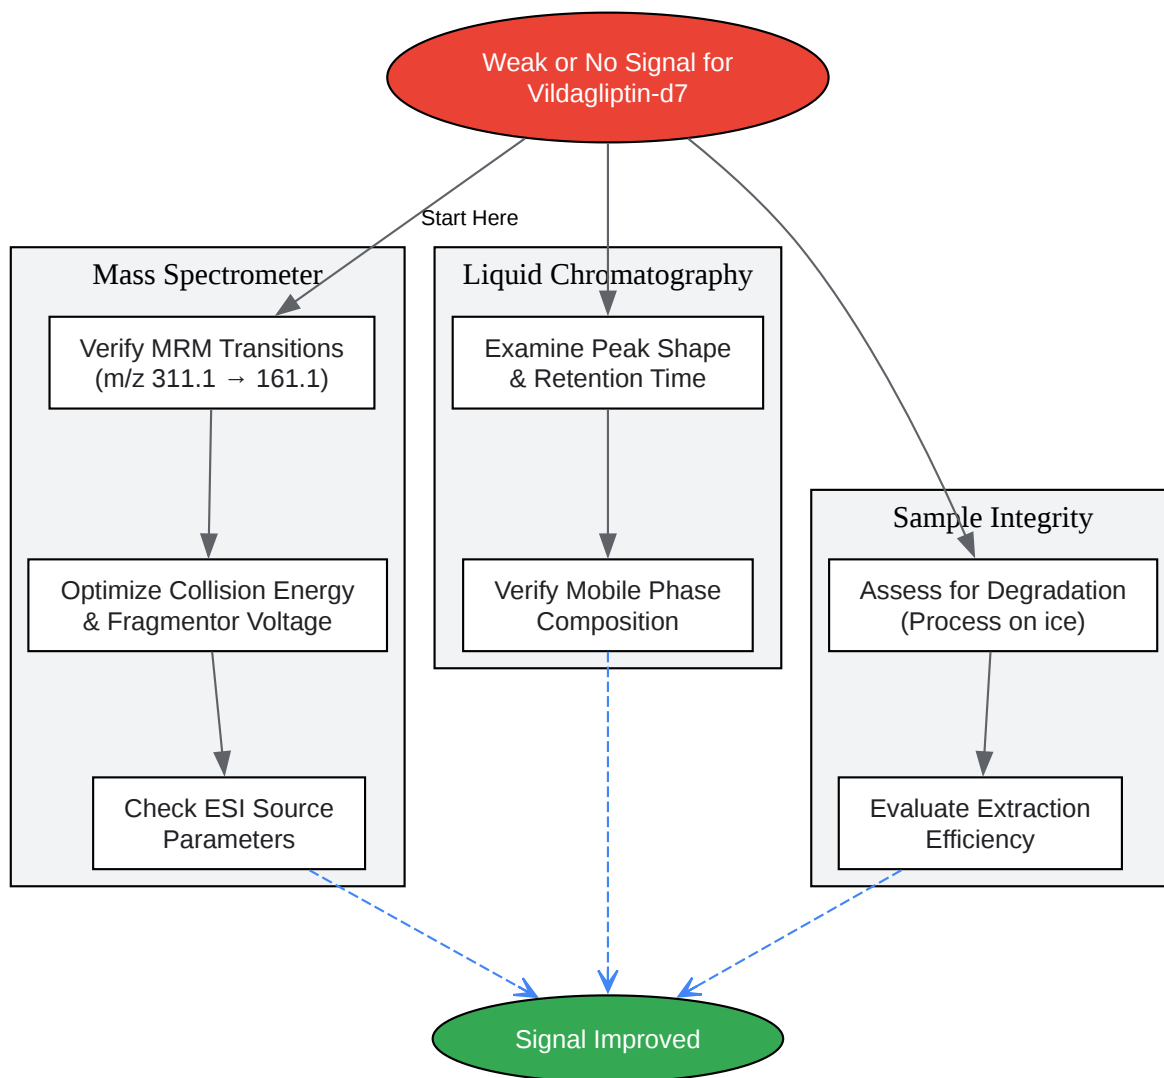 Weak or No Signal for
Vildagliptin-d7
Start Here
Mass Spectrometer
Verify MRM Transitions
(m/z 311.1 → 161.1)
Optimize Collision Energy
& Fragmentor Voltage
Check ESI Source
Parameters
Liquid Chromatography
Examine Peak Shape
& Retention Time
Verify Mobile Phase
Composition
Sample Integrity
Assess for Degradation
(Process on ice)
Evaluate Extraction
Efficiency
Signal Improved